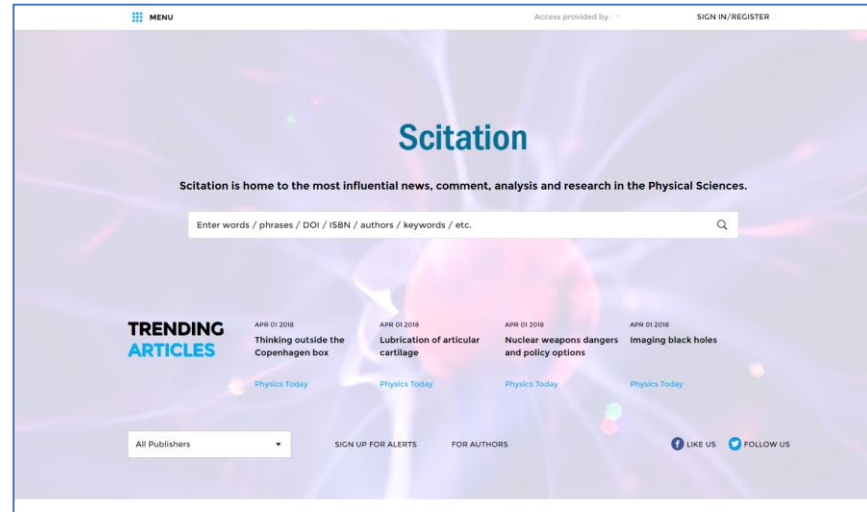 MENU
Access provided by
SIGN IN/REGISTER
Scitation
Scitation is home to the most influential news, comment, analysis and research in the Physical Sciences.
Enter words / phrases / DOI / ISBN / authors / keywords / etc.
TRENDING
ARTICLES
APR 01 2018
Thinking outside the
Copenhagen box
Physics Today
APR 01 2018
Lubrication of articular
cartilage
Physics Today
APR 01 2018
Nuclear weapons dangers
and policy options
Physics Today
APR 01 2018
Imaging black holes
Physics Today
All Publishers
SIGN UP FOR ALERTS
FOR AUTHORS
LIKE US
FOLLOW US